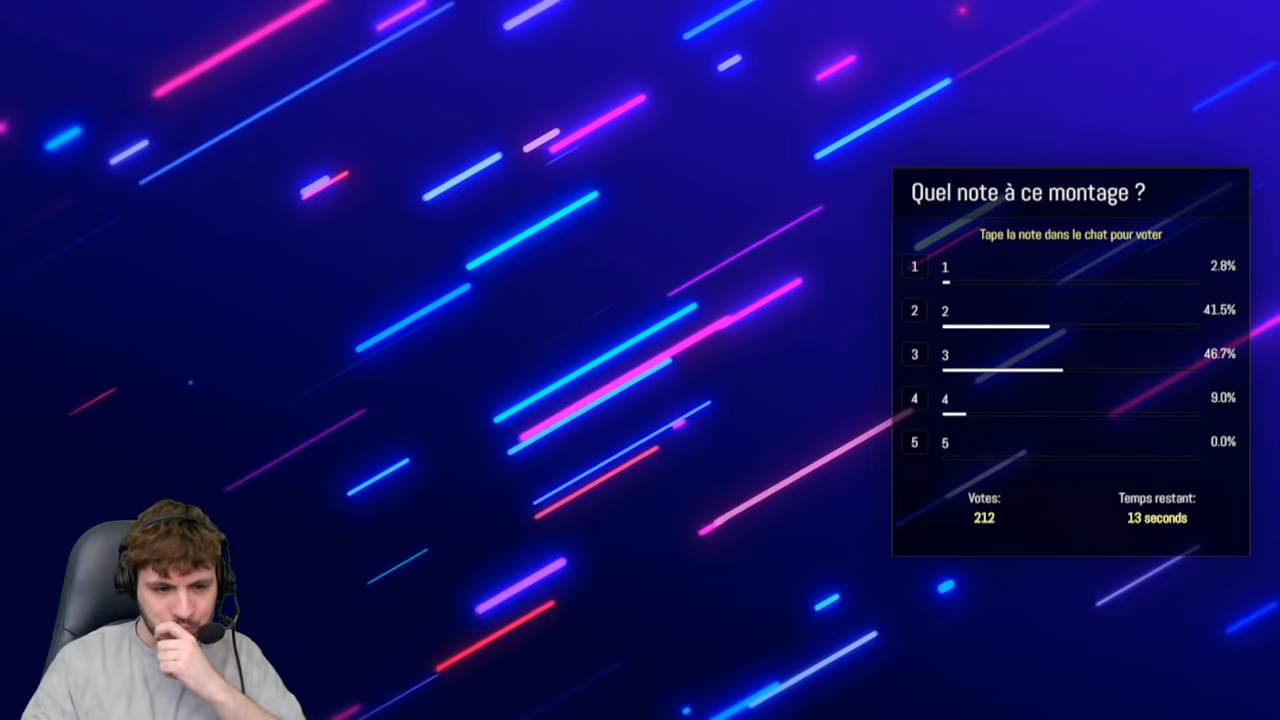 Quel note à ce montage ?
Tape la note dans le chat pour voter
1 1 2.8%
2 2 41.5%
3 3 46.7%
4 4 9.0%
5 5 0.0%
Votes: Temps restant:
212 13 seconds